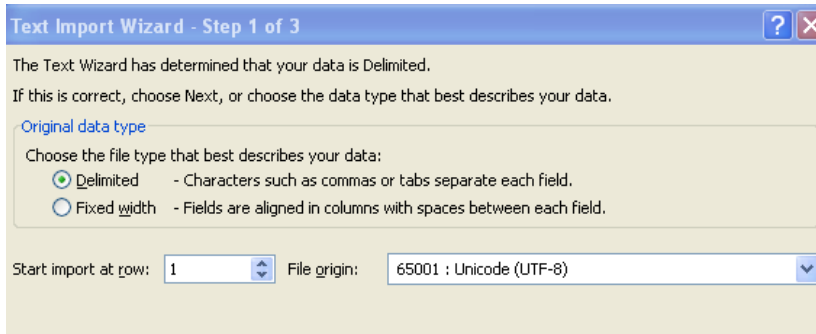 Text Import Wizard - Step 1 of 3
The Text Wizard has determined that your data is Delimited.
If this is correct, choose Next, or choose the data type that best describes your data.
Original data type
Choose the file type that best describes your data:
Delimited - Characters such as commas or tabs separate each field.
Fixed width - Fields are aligned in columns with spaces between each field.
Start import at row: 1 File origin: 65001 : Unicode (UTF-8)